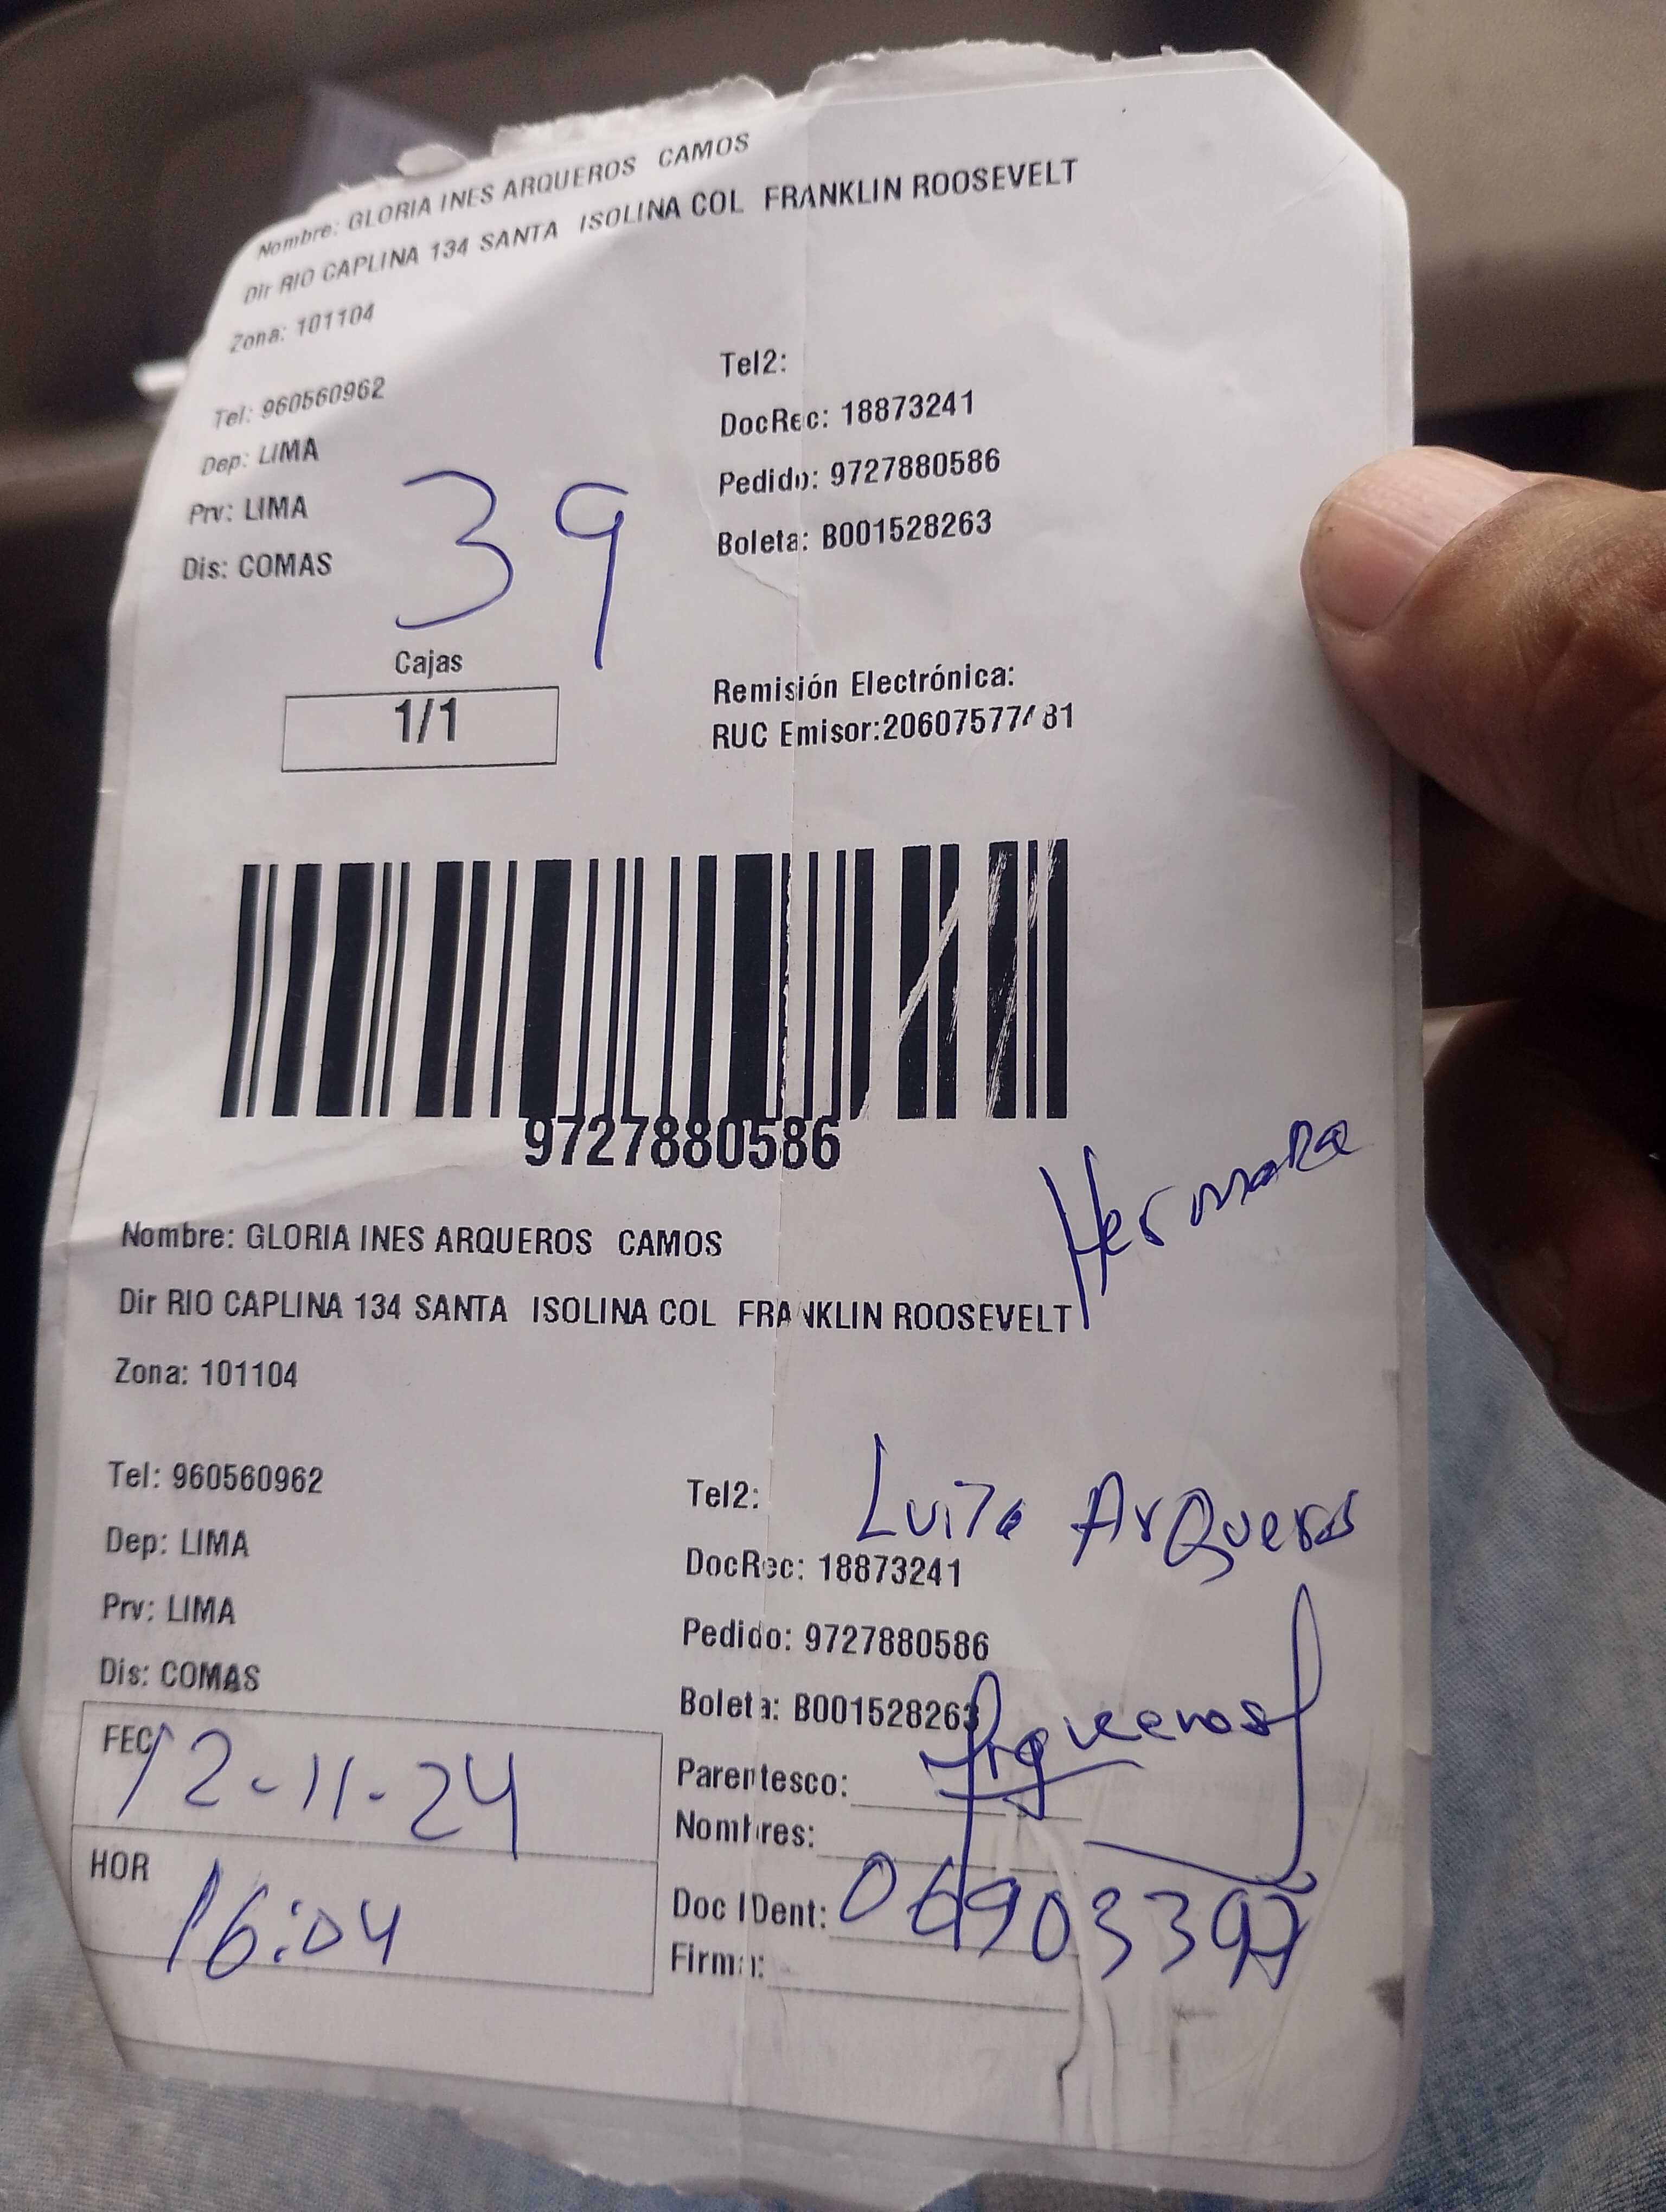 Nombre: GLORIA INES ARQUEROS CAMOS
Dir RIO CAPLINA 134 SANTA ISOLINA COL FRANKLIN ROOSEVELT
Zona: 101104
Tel: 960560962
Tel2:
Dep: LIMA
DocRec: 18873241
Prv: LIMA
Pedido: 9727880586
Dis: COMAS
Boleta: B001528263
39
Cajas
1/1
Remisión Electrónica:
RUC Emisor:
9727880586
Hermana
Nombre: GLORIA INES ARQUEROS CAMOS
Dir RIO CAPLINA 134 SANTA ISOLINA COL FRANKLIN ROOSEVELT
Zona: 101104
Tel: 960560962
Tel2:
Arqueros
Dep: LIMA
DocRec: 18873241
Prv: LIMA
Pedido: 9727880586
Dis: COMAS
Boleta: B001528263
FEC 12-11-24
Parentesco:
Nombres:
HOR 16:04
Doc IDent:
Firma: